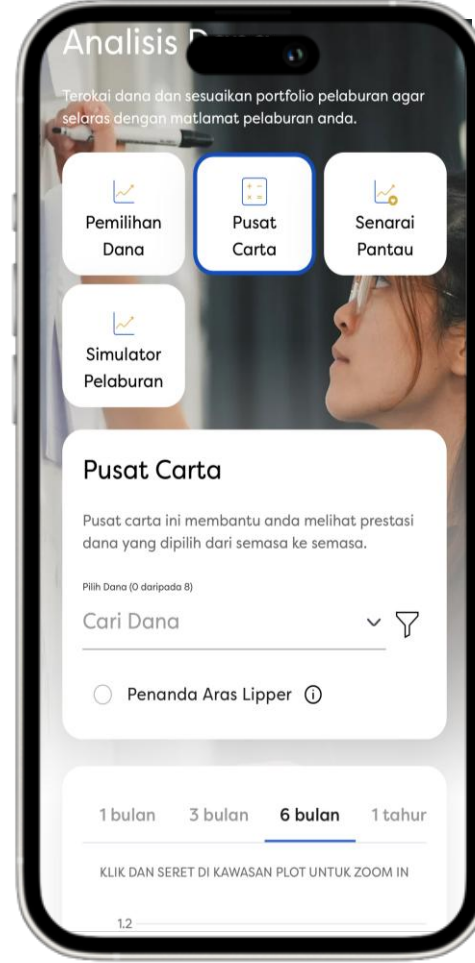 Analisis
Terokai dana dan sesuaikan portfolio pelaburan agar
selaras dengan matlamat pelaburan anda.
Pemilihan
Dana
Pusat
Carta
Senarai
Pantau
Simulator
Pelaburan
Pusat Carta
Pusat carta ini membantu anda melihat prestasi
dana yang dipilih dari semasa ke semasa.
Pilih Dana (0 daripada 8)
Cari Dana
Penanda Aras Lipper
1 bulan 3 bulan 6 bulan 1 tahur
KLIK DAN SERET DI KAWASAN PLOT UNTUK ZOOM IN
1.2